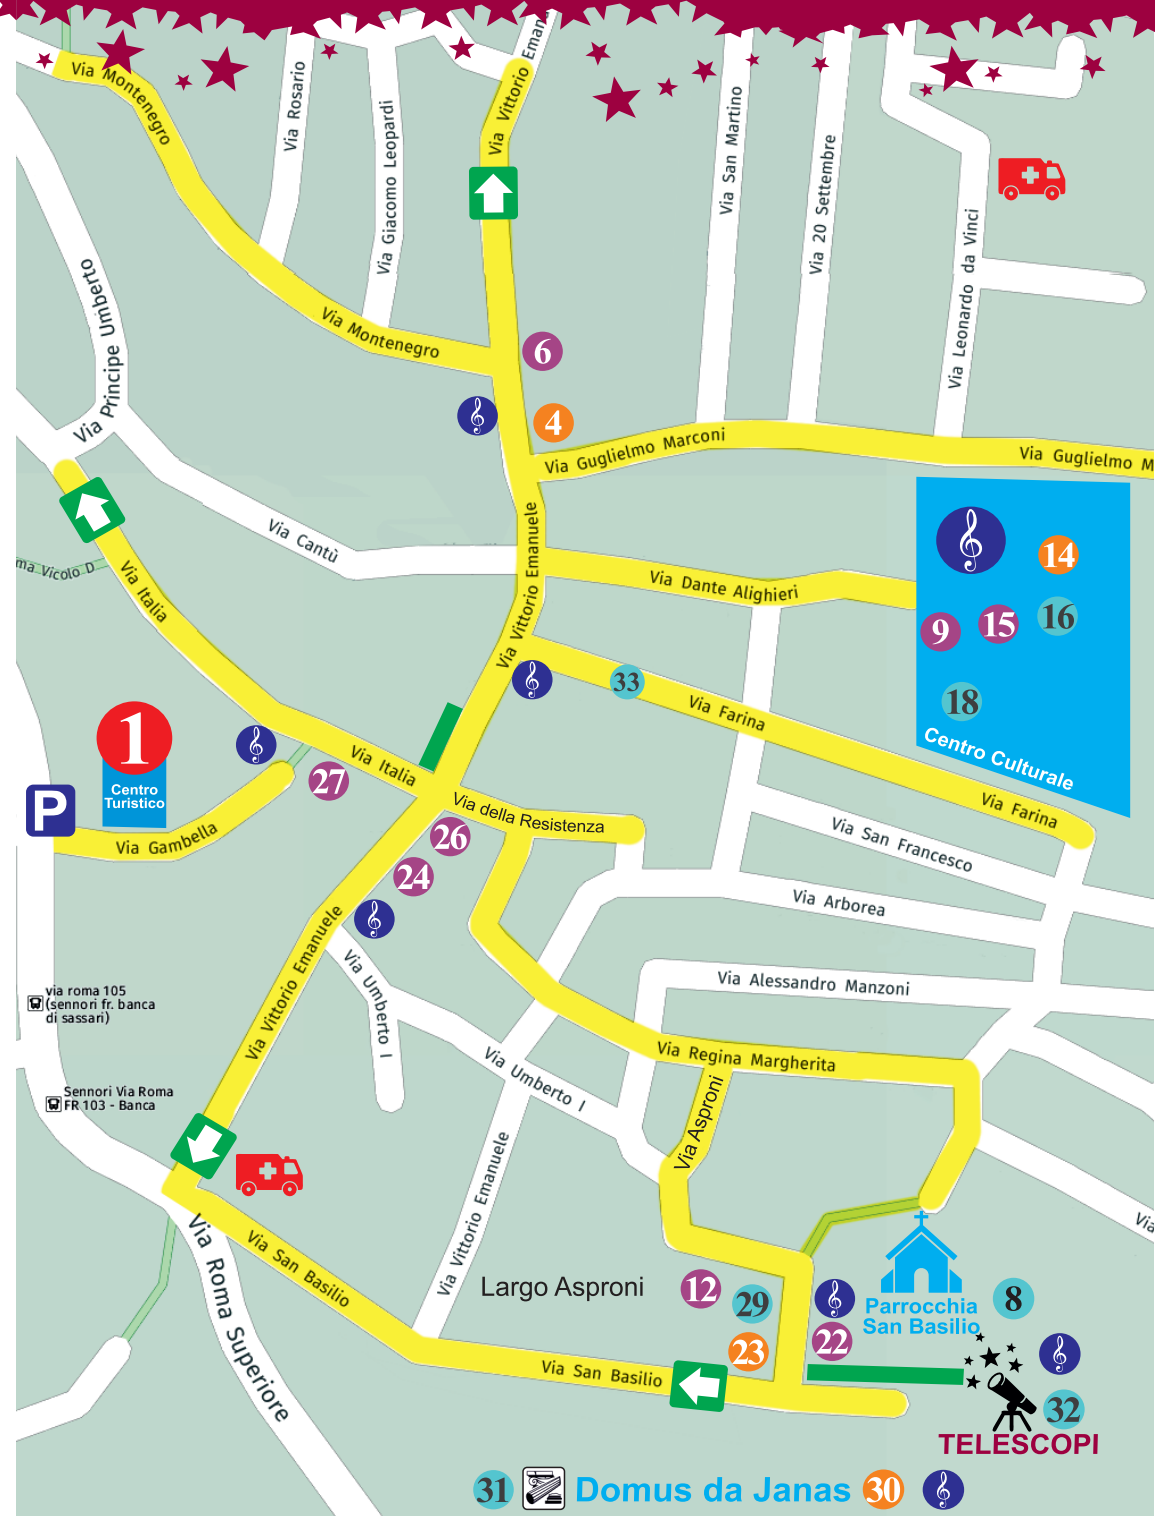 Via Montenegro
Via Rosario
Via Giacomo Leopardi
Via Vittorio Emanu
Via San Martino
Via 20 Settembre
Via Leonardo da Vinci
Via Principe Umberto
Via Montenegro
6
4
Via Guglielmo Marconi
Via Guglielmo M
Via Cantù
ma Vicolo D
Via Italia
Via Vittorio Emanuele
Via Dante Alighieri
14
9
15
16
18
Centro Culturale
33
Via Farina
Via Farina
1
Centro
Turistico
P
Via Gambella
27
Via Italia
Via della Resistenza
26
24
Via San Francesco
Via Arborea
Via Vittorio Emanuele
Via Umberto I
Via Alessandro Manzoni
via roma 105
(sennori fr. banca
di sassari)
Via Regina Margherita
Via Umberto I
Sennori Via Roma
FR 103 - Banca
Via Asproni
Via Vittorio Emanuele
Via San Basilio
Via Roma Superiore
Via
Largo Asproni
12
29
23
22
Parrocchia
San Basilio
8
Via San Basilio
32
TELESCOPI
31
Domus da Janas
30